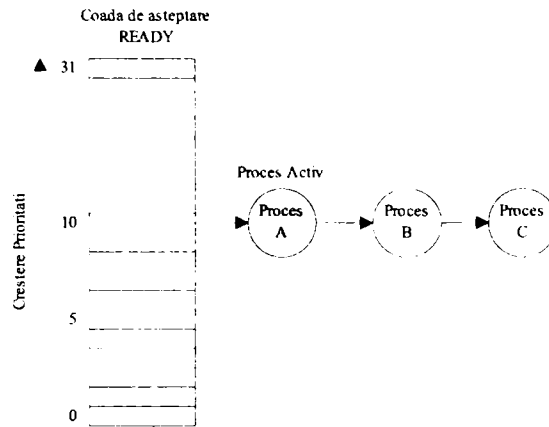 Coada de asteptare
READY
31
Proces Activ
10
Proces
A
Proces
B
Proces
C
Crestere Prioritati
5
0